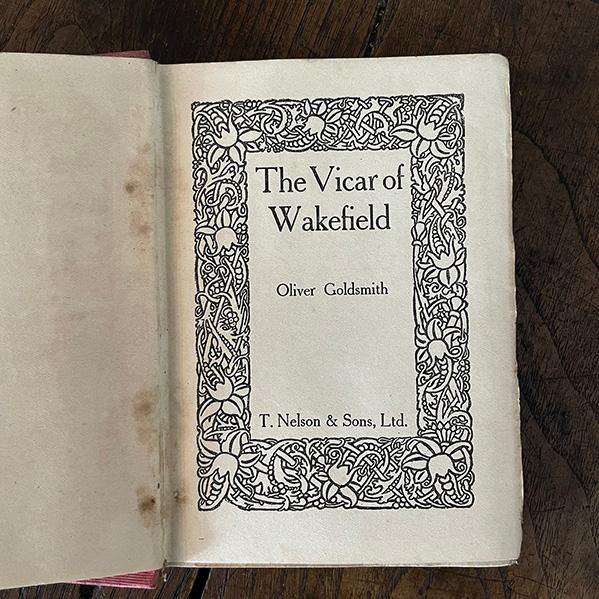 The Vicar of
Wakefield
Oliver Goldsmith
T. Nelson & Sons, Ltd.